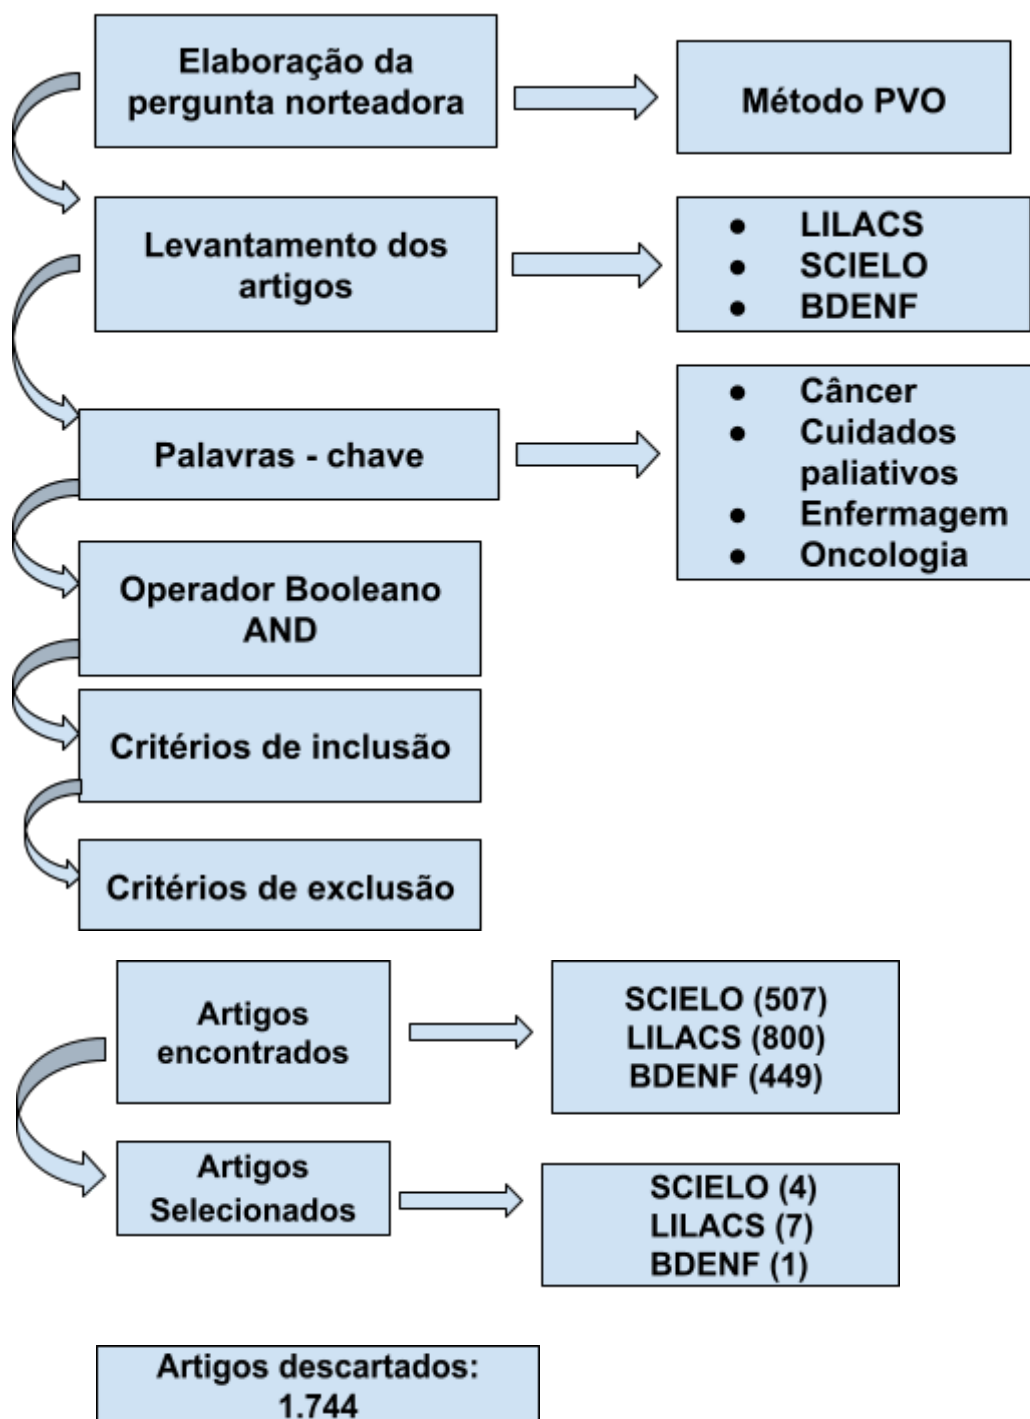 Elaboração da
pergunta norteadora
Método PVO
Levantamento dos
artigos
● LILACS
● SCIELO
● BDENF
Palavras - chave
● Câncer
● Cuidados
paliativos
● Enfermagem
● Oncologia
Operador Booleano
AND
Critérios de inclusão
Critérios de exclusão
Artigos
encontrados
SCIELO (507)
LILACS (800)
BDENF (449)
Artigos
Selecionados
SCIELO (4)
LILACS (7)
BDENF (1)
Artigos descartados:
1.744